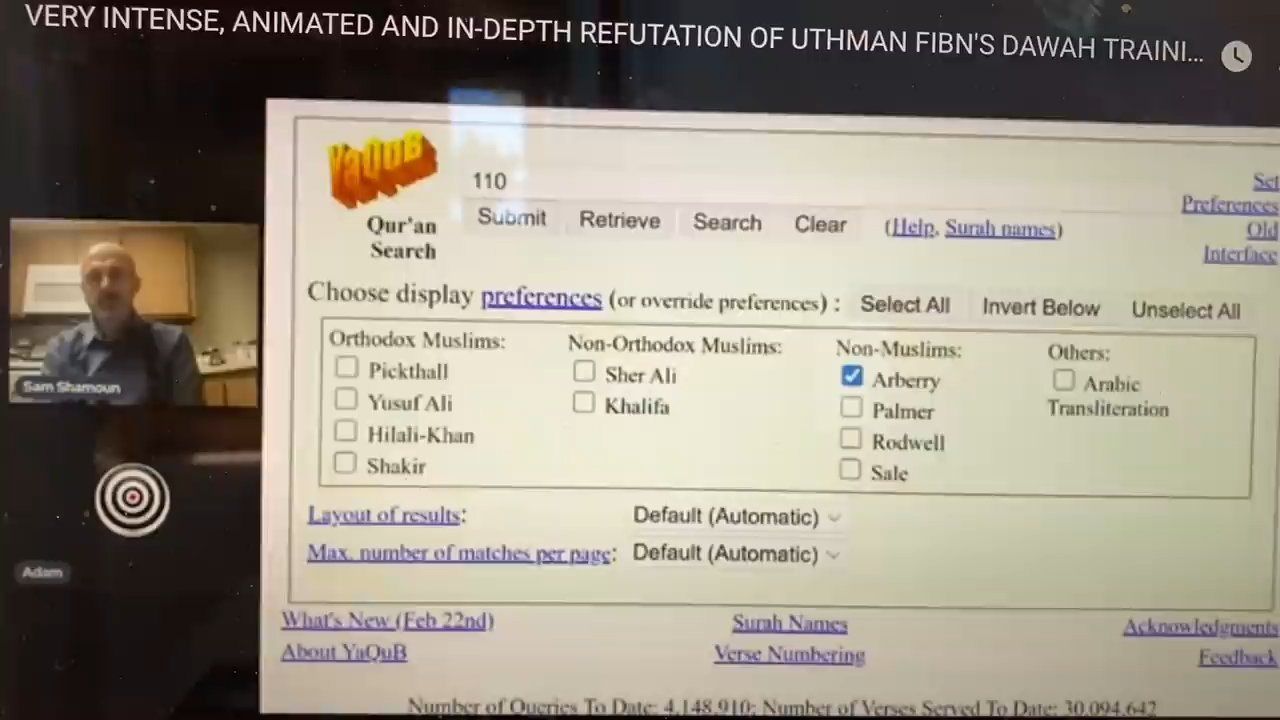 VERY INTENSE, ANIMATED AND IN-DEPTH REFUTATION OF UTHMAN FIBN'S DAWAH TRAINI...
YaQuB
Qur'an
Search
110
Submit Retrieve Search Clear (Help, Surah names)
Set
Preferences
Old
Interface
Choose display preferences (or override preferences) : Select All Invert Below Unselect All
Orthodox Muslims:
Pickthall
Yusuf Ali
Hilali-Khan
Shakir
Non-Orthodox Muslims:
Sher Ali
Khalifa
Non-Muslims:
Arberry
Palmer
Rodwell
Sale
Others:
Arabic
Transliteration
Layout of results: Default (Automatic)
Max. number of matches per page: Default (Automatic)
What's New (Feb 22nd) Surah Names Acknowledgments
About YaQuB Verse Numbering Feedback
Number of Queries To Date: 4,148,910; Number of Verses Served To Date: 30,094,642
Sam Shamoun
Adam